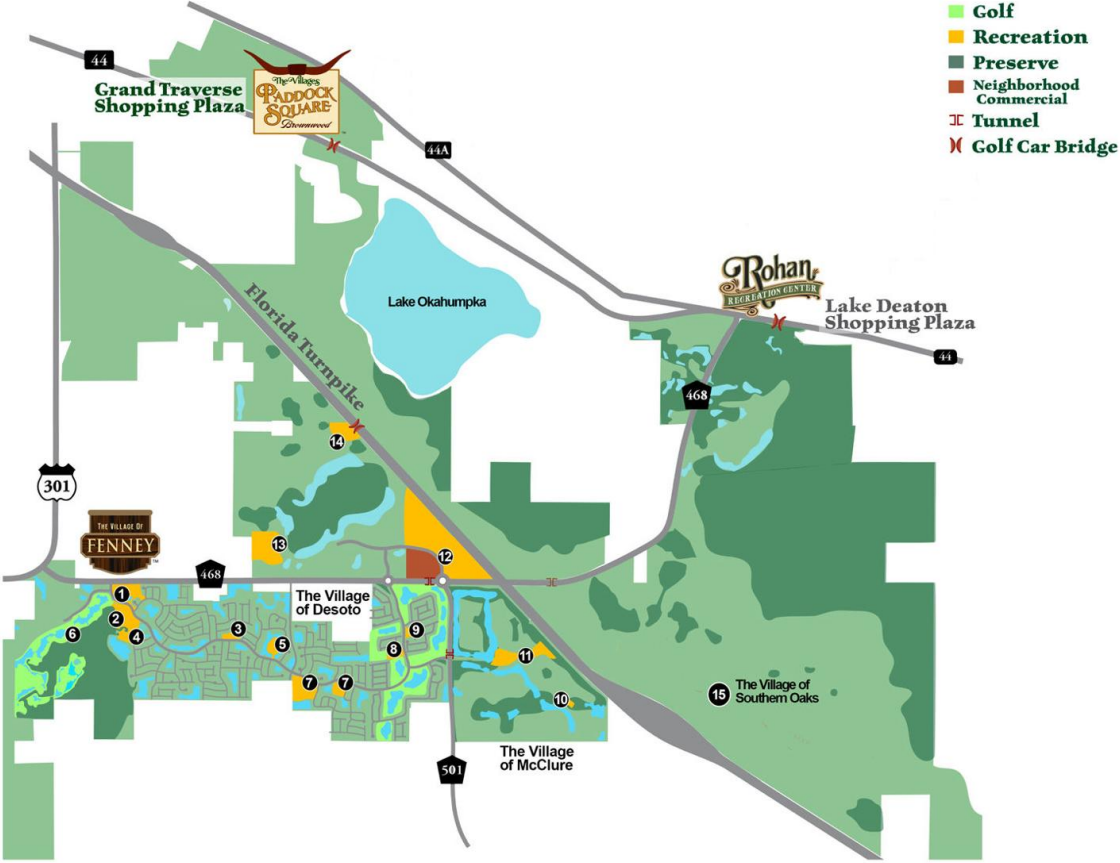 Golf
Recreation
Preserve
Neighborhood
Commercial
Tunnel
Golf Car Bridge
44
Grand Traverse
Shopping Plaza
The Villages
PADDOCK
SQUARE
Brownwood
44A
Rohan
RECREATION CENTER
Lake Deaton
Shopping Plaza
44
Lake Okahumpka
Florida Turnpike
468
14
301
THE VILLAGE OF
FENNEY
TM
13
12
468
The Village
of Desoto
1
2
3
4
5
6
7
7
8
9
10
11
15
The Village of
Southern Oaks
The Village
of McClure
501